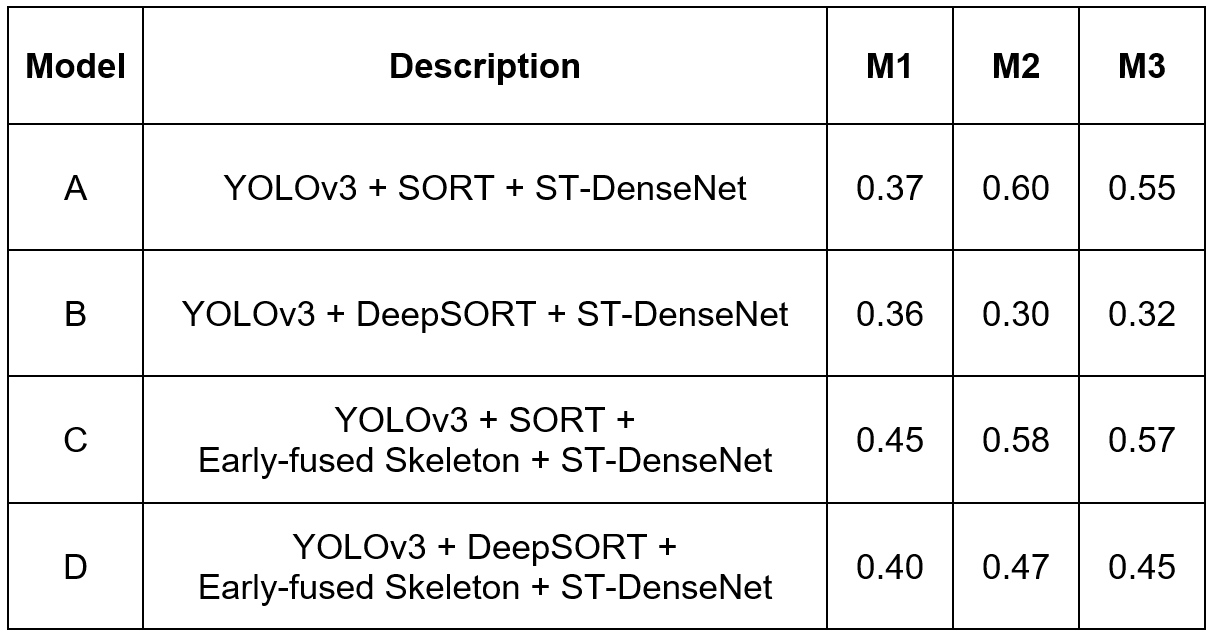 Model Description M1 M2 M3
A YOLOv3 + SORT + ST-DenseNet 0.37 0.60 0.55
B YOLOv3 + DeepSORT + ST-DenseNet 0.36 0.30 0.32
YOLOv3 + SORT +
C 0.45 0.58 0.57
Early-fused Skeleton + ST-DenseNet
YOLOv3 + DeepSORT +
D 0.40 0.47 0.45
Early-fused Skeleton + ST-DenseNet